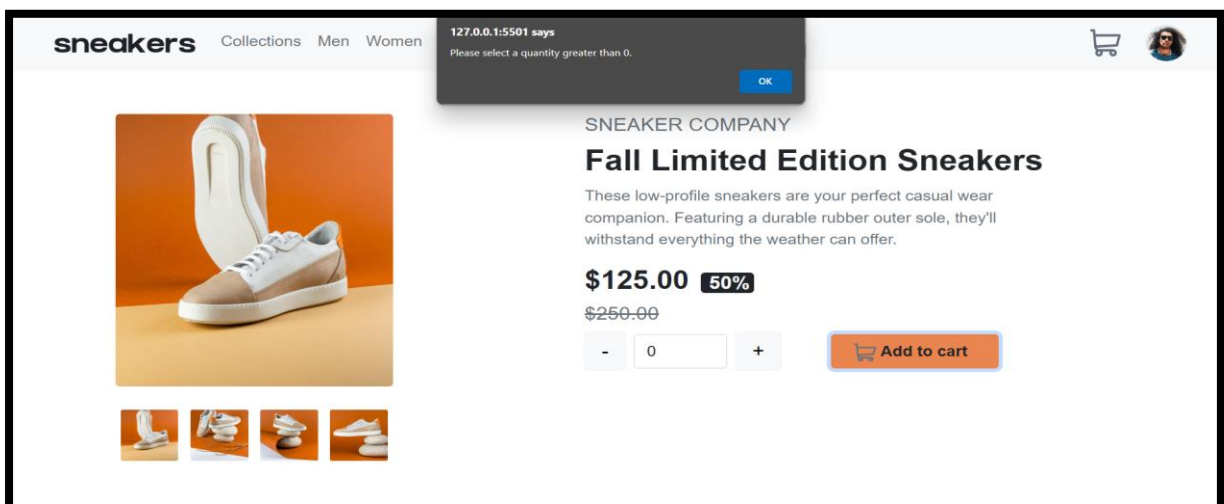 sneakers Collections Men Women
127.0.0.1:5501 says
Please select a quantity greater than 0.
OK
SNEAKER COMPANY
Fall Limited Edition Sneakers
These low-profile sneakers are your perfect casual wear
companion. Featuring a durable rubber outer sole, they'll
withstand everything the weather can offer.
$125.00 50%
$250.00
- 0 + Add to cart